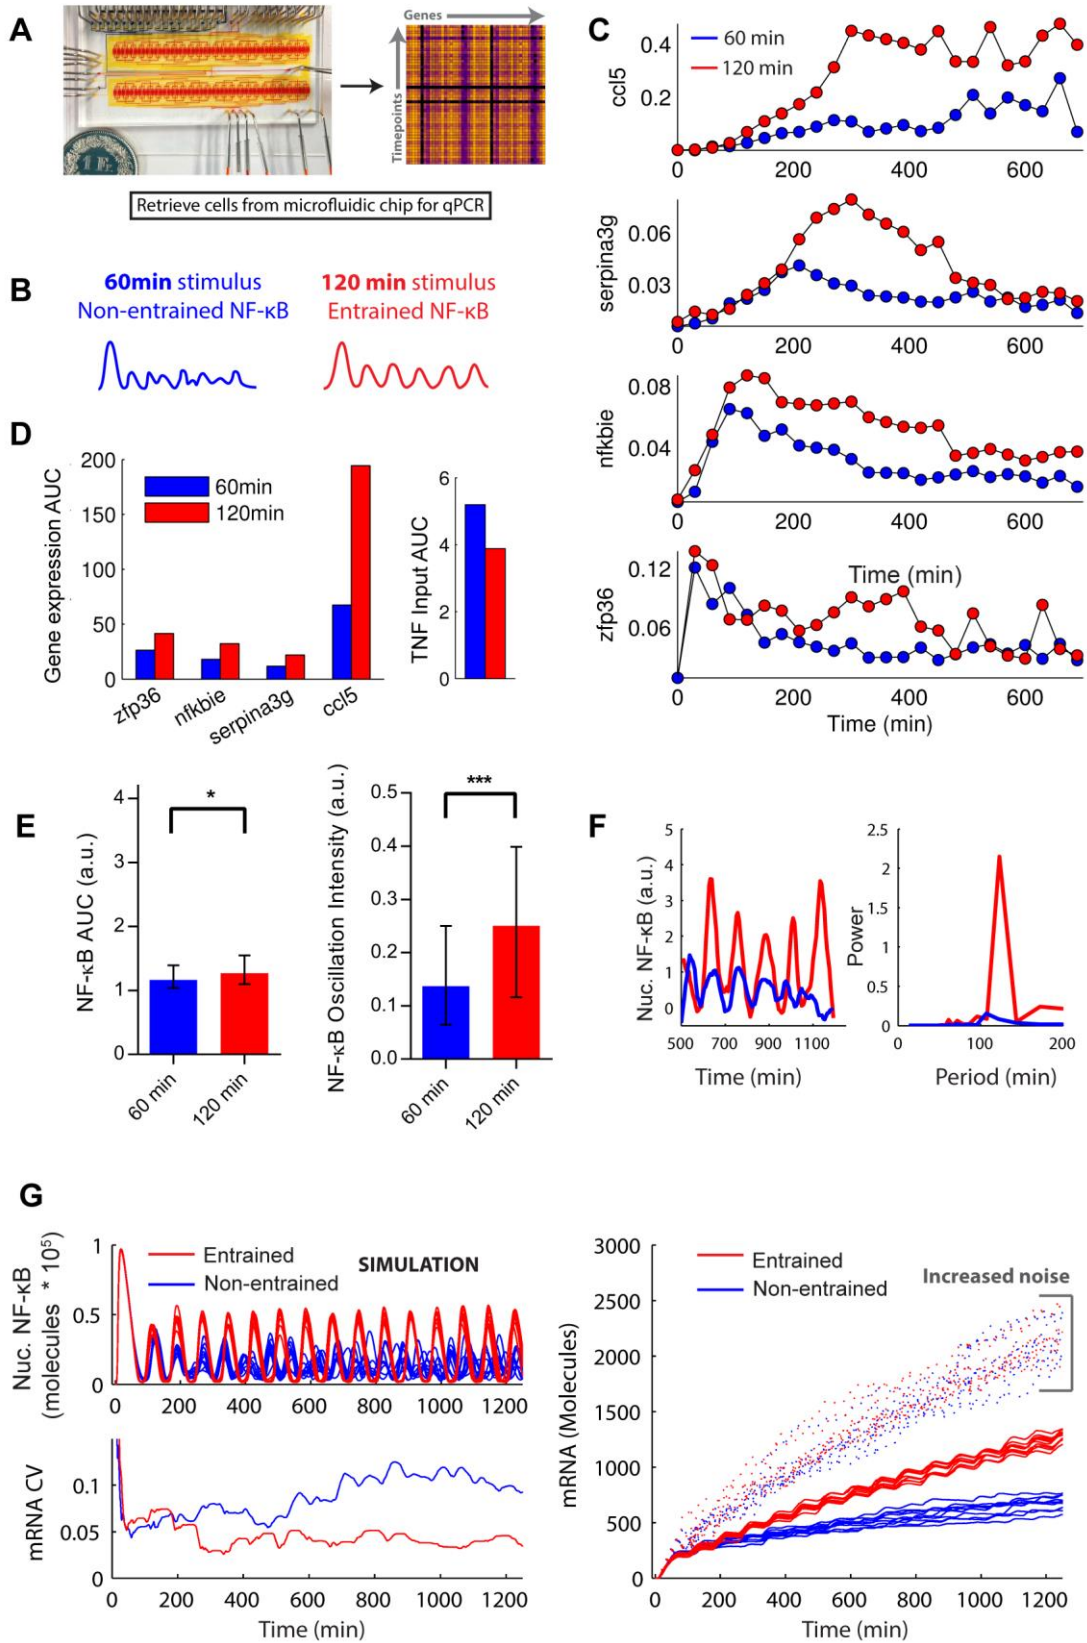 A
Genes
Timepoints
1 Fr.
Retrieve cells from microfluidic chip for qPCR
B
60min stimulus
Non-entrained NF-κB
120 min stimulus
Entrained NF-κB
C
60 min
120 min
ccl5
0.4
0.2
0
200
400
600
serpina3g
0.06
0.03
0
200
400
600
nfkbie
0.08
0.04
0
200
400
600
zfp36
0.12
0.06
Time (min)
0
200
400
600
Time (min)
D
Gene expression AUC
200
150
100
50
0
60min
120min
zfp36
nfkbie
serpina3g
ccl5
TNF Input AUC
6
4
2
0
E
NF-κB AUC (a.u.)
4
3
2
1
0
*
60 min
120 min
NF-κB Oscillation Intensity (a.u.)
0.5
0.4
0.3
0.2
0.1
0.0
***
60 min
120 min
F
Nuc. NF-κB (a.u.)
5
4
3
2
1
0
500
700
900
1100
Time (min)
Power
2.5
2
1.5
1
0.5
0
0
100
200
Period (min)
G
Nuc. NF-κB
(molecules * 10⁵)
1
0.5
0
Entrained
Non-entrained
SIMULATION
0
200
400
600
800
1000
1200
mRNA CV
0.1
0.05
0
0
200
400
600
800
1000
1200
Time (min)
mRNA (Molecules)
3000
2500
2000
1500
1000
500
0
Entrained
Non-entrained
Increased noise
0
200
400
600
800
1000
1200
Time (min)